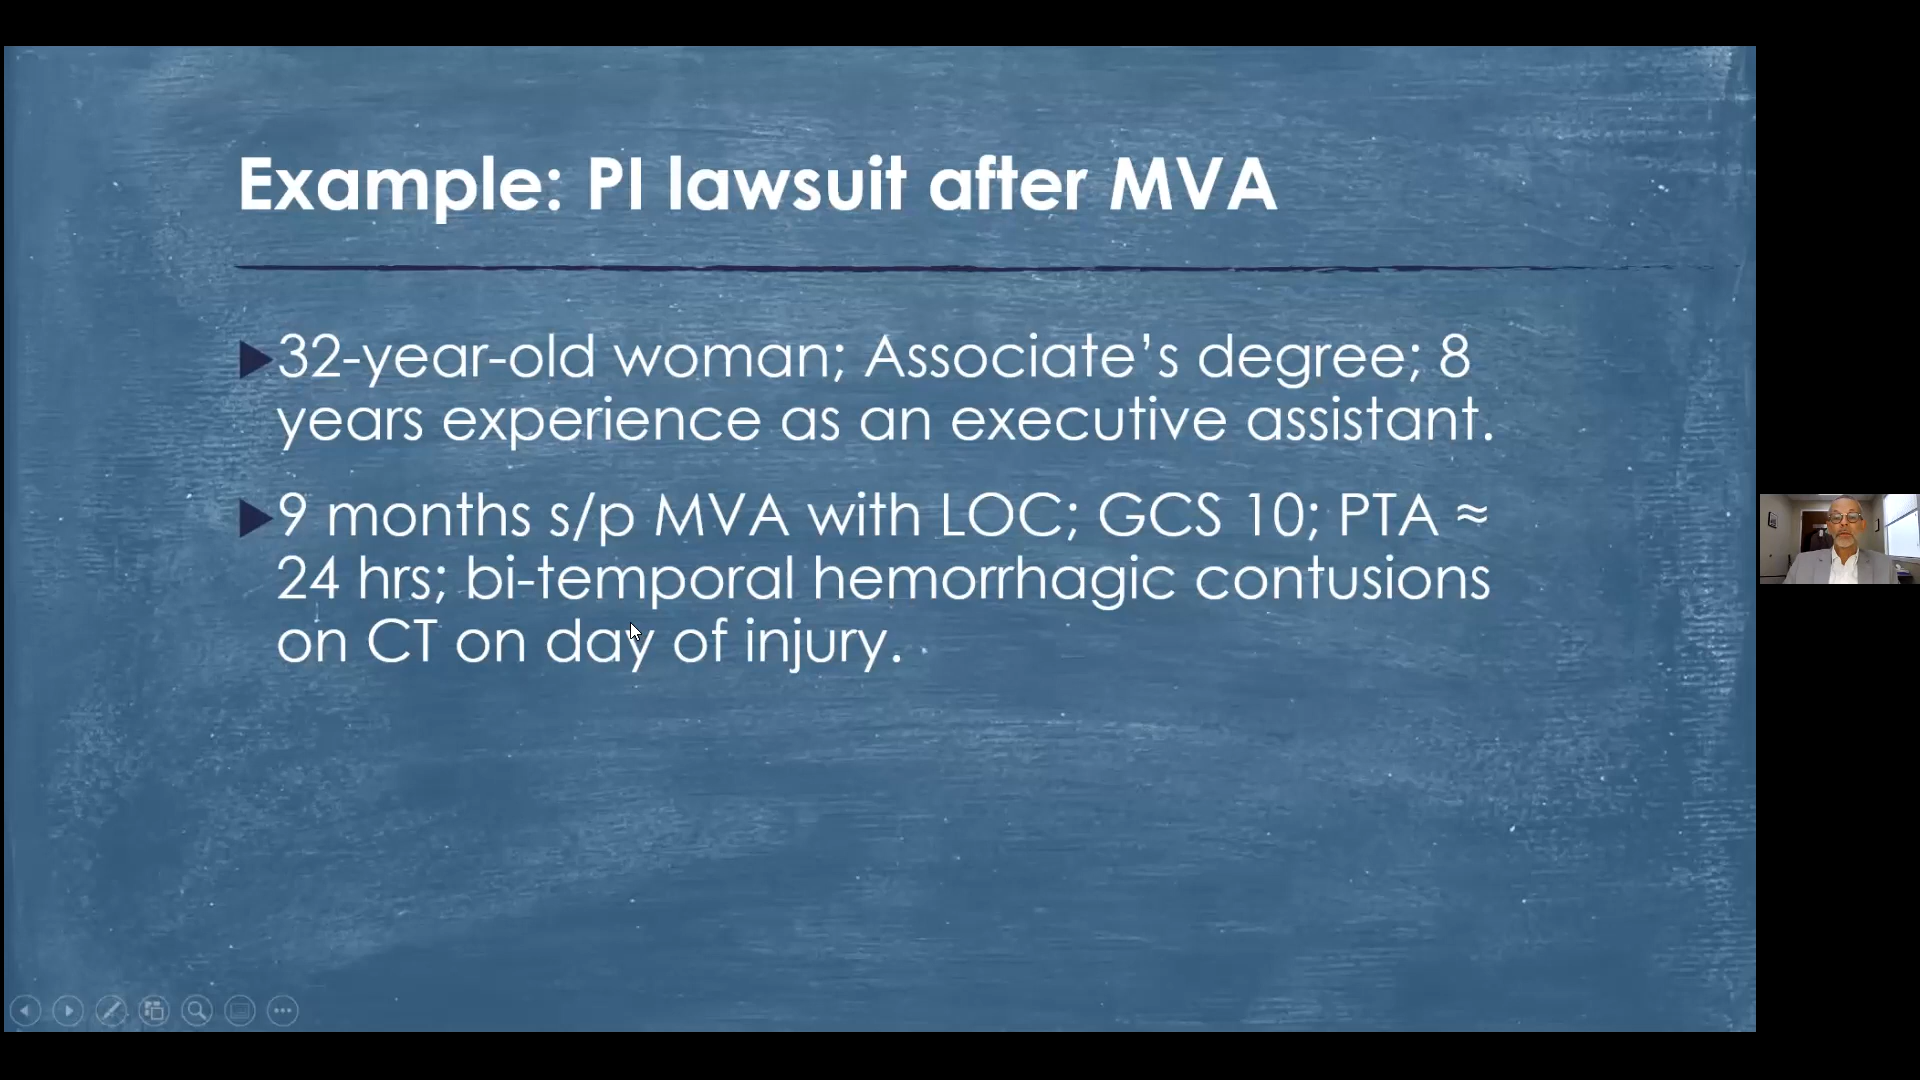 Example: PI lawsuit after MVA
32-year-old woman; Associate’s degree; 8
years experience as an executive assistant.
9 months s/p MVA with LOC; GCS 10; PTA ≈
24 hrs; bi-temporal hemorrhagic contusions
on CT on day of injury.